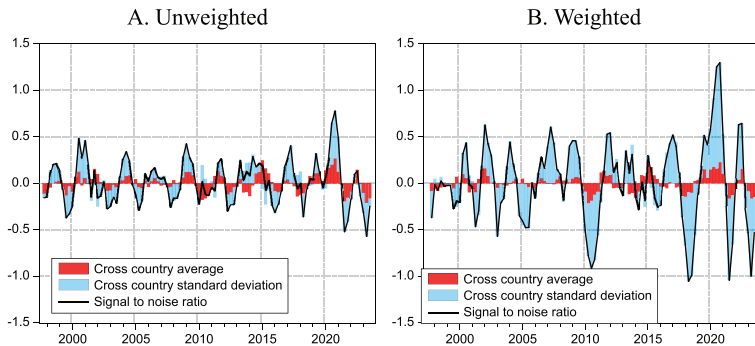 A. Unweighted
1.5
1.0
0.5
0.0
-0.5
-1.0
-1.5
Cross country average
Cross country standard deviation
Signal to noise ratio
2000 2005 2010 2015 2020
B. Weighted
1.5
1.0
0.5
0.0
-0.5
-1.0
-1.5
Cross country average
Cross country standard deviation
Signal to noise ratio
2000 2005 2010 2015 2020